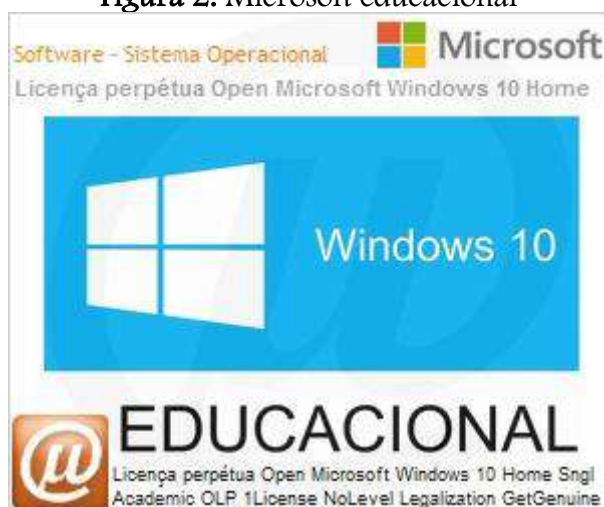 figura 2. Microsoft educacional
Software - Sistema Operacional
Microsoft
Licença perpétua Open Microsoft Windows 10 Home
Windows 10
EDUCACIONAL
Licença perpétua Open Microsoft Windows 10 Home Sngl
Academic OLP 1License NoLevel Legalization GetGenuine